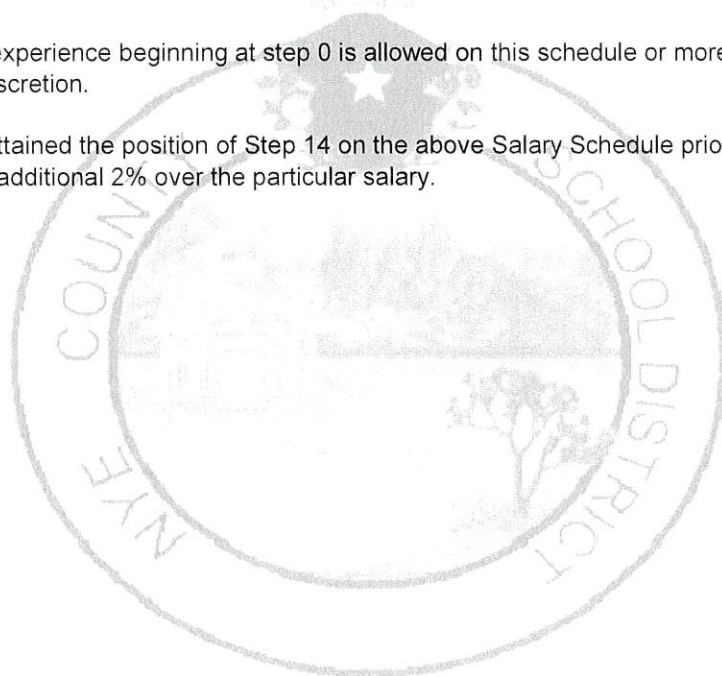 experience beginning at step 0 is allowed on this schedule or more
scretion.
ttained the position of Step 14 on the above Salary Schedule prio
additional 2% over the particular salary.
NYE COUNTY SCHOOL DISTRICT